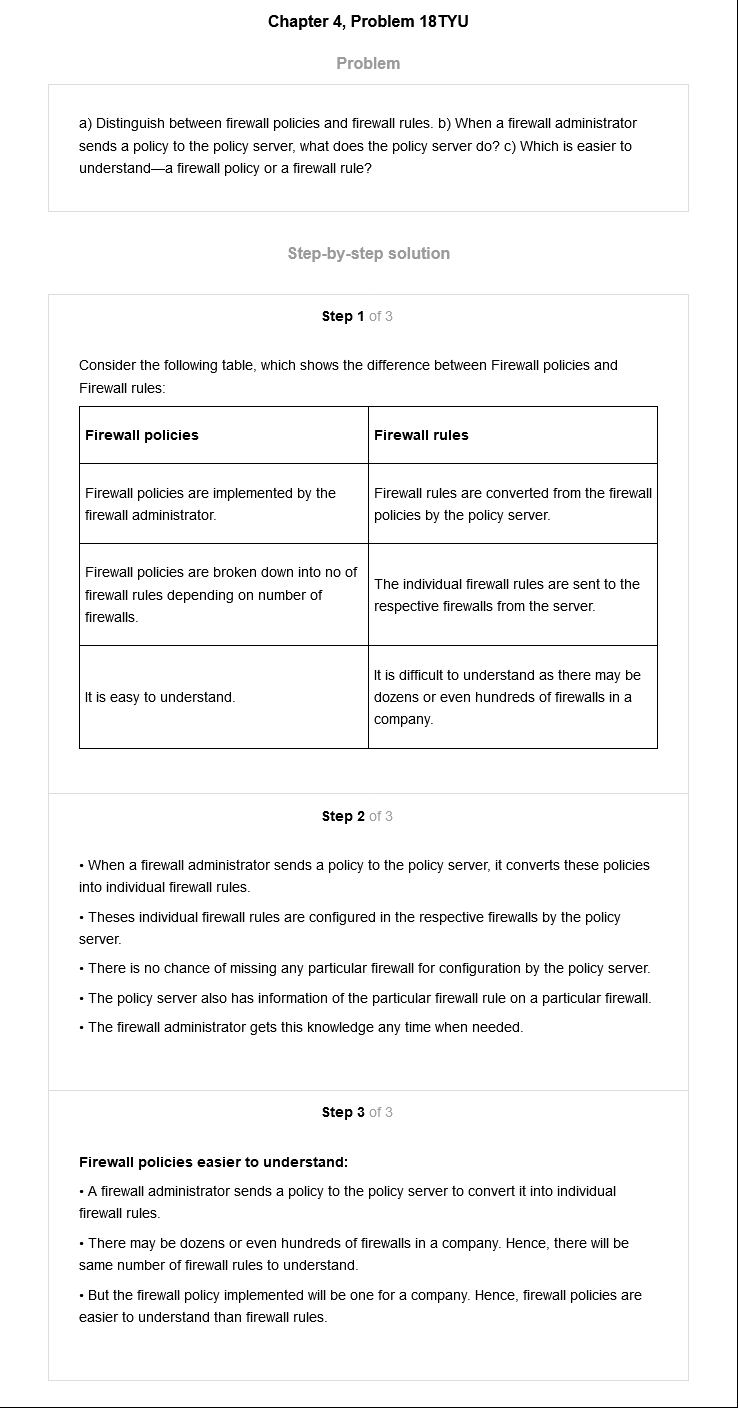 Chapter 4, Problem 18TYU
Problem
a) Distinguish between firewall policies and firewall rules. b) When a firewall administrator
sends a policy to the policy server, what does the policy server do? c) Which is easier to
understand—a firewall policy or a firewall rule?
Step-by-step solution
Step 1 of 3
Consider the following table, which shows the difference between Firewall policies and
Firewall rules:
Firewall policies
Firewall rules
Firewall policies are implemented by the
firewall administrator.
Firewall rules are converted from the firewall
policies by the policy server.
Firewall policies are broken down into no of
firewall rules depending on number of
firewalls.
The individual firewall rules are sent to the
respective firewalls from the server.
It is easy to understand.
It is difficult to understand as there may be
dozens or even hundreds of firewalls in a
company.
Step 2 of 3
• When a firewall administrator sends a policy to the policy server, it converts these policies
into individual firewall rules.
• Theses individual firewall rules are configured in the respective firewalls by the policy
server.
• There is no chance of missing any particular firewall for configuration by the policy server.
• The policy server also has information of the particular firewall rule on a particular firewall.
• The firewall administrator gets this knowledge any time when needed.
Step 3 of 3
Firewall policies easier to understand:
• A firewall administrator sends a policy to the policy server to convert it into individual
firewall rules.
• There may be dozens or even hundreds of firewalls in a company. Hence, there will be
same number of firewall rules to understand.
• But the firewall policy implemented will be one for a company. Hence, firewall policies are
easier to understand than firewall rules.